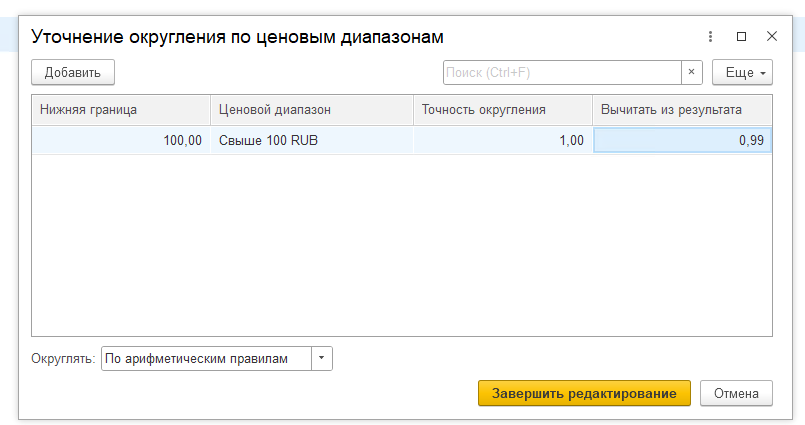 Уточнение округления по ценовым диапазонам
Добавить
Поиск (Ctrl+F)
×
Еще
Нижняя граница Ценовой диапазон Точность округления Вычитать из результата
100,00 Свыше 100 RUB 1,00 0,99
Округлять: По арифметическим правилам
Завершить редактирование Отмена